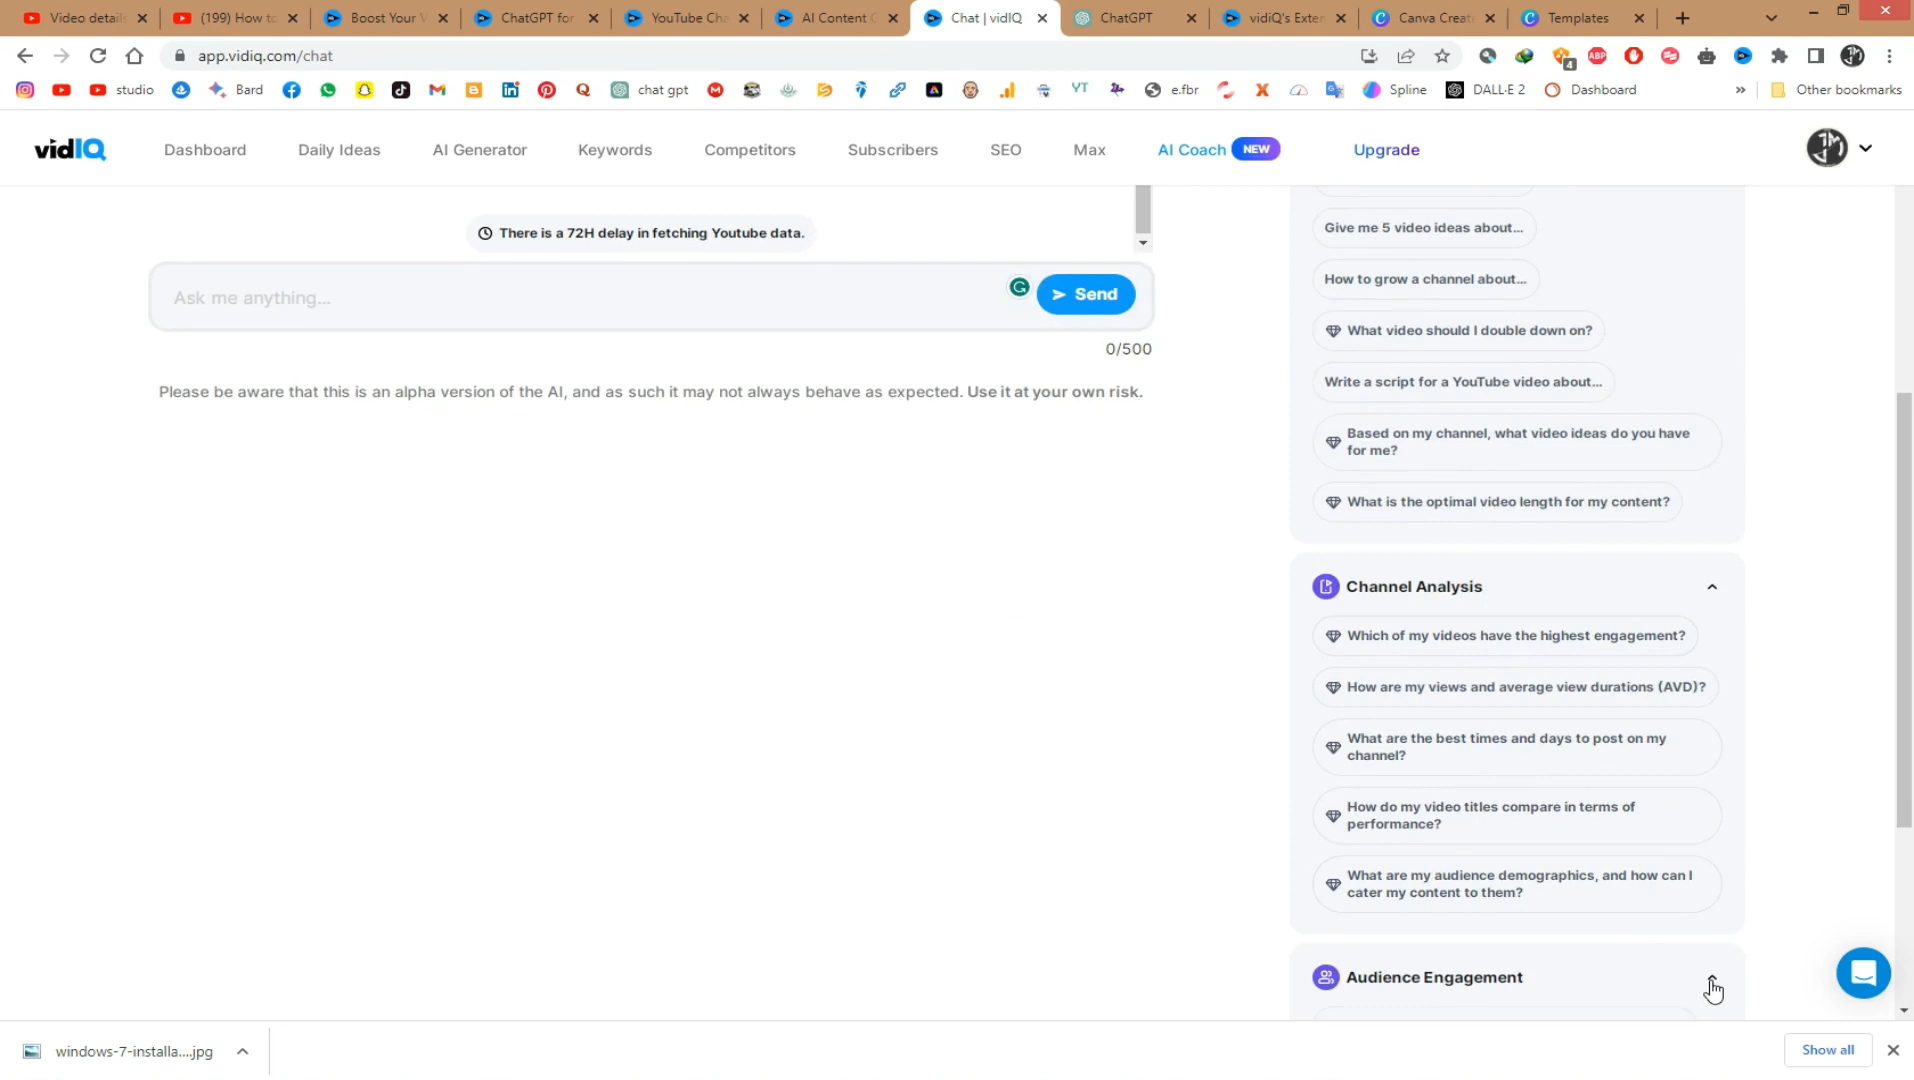 Video details
(199) How to
Boost Your V
ChatGPT for
YouTube Cha
AI Content G
Chat | vidIQ
ChatGPT
vidiQ's Exten
Canva Creat
Templates
app.vidiq.com/chat
4
ABP
studio
Bard
chat gpt
YT
e.fbr
Spline
DALL·E 2
Dashboard
»
Other bookmarks
vidIQ
Dashboard
Daily Ideas
AI Generator
Keywords
Competitors
Subscribers
SEO
Max
AI Coach NEW
Upgrade
There is a 72H delay in fetching Youtube data.
Ask me anything...
Send
0/500
Please be aware that this is an alpha version of the AI, and as such it may not always behave as expected. Use it at your own risk.
Give me 5 video ideas about...
How to grow a channel about...
What video should I double down on?
Write a script for a YouTube video about...
Based on my channel, what video ideas do you have
for me?
What is the optimal video length for my content?
Channel Analysis
Which of my videos have the highest engagement?
How are my views and average view durations (AVD)?
What are the best times and days to post on my
channel?
How do my video titles compare in terms of
performance?
What are my audience demographics, and how can I
cater my content to them?
Audience Engagement
windows-7-installa....jpg
Show all